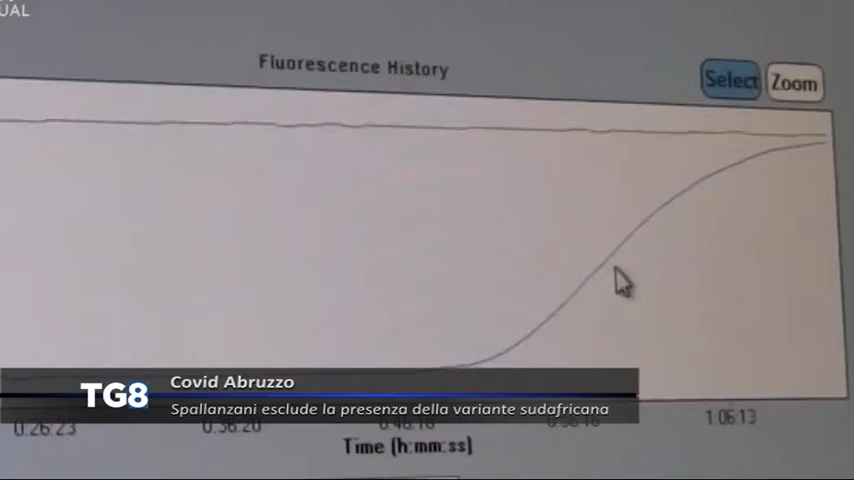 UAL
Fluorescence History
Select
Zoom
TG8
Covid Abruzzo
Spallanzani esclude la presenza della variante sudafricana
0:26:23
0:36:20
1:06:13
Time (h:mm:ss)